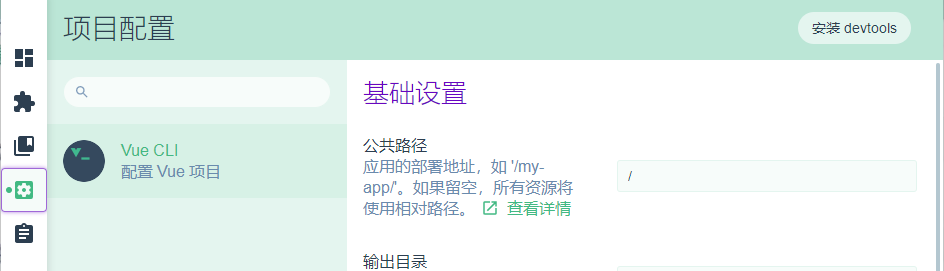 项目配置
安装 devtools
Vue CLI
配置 Vue 项目
基础设置
公共路径
应用的部署地址，如 '/my-
app/'。如果留空，所有资源将
使用相对路径。 查看详情
/
输出目录